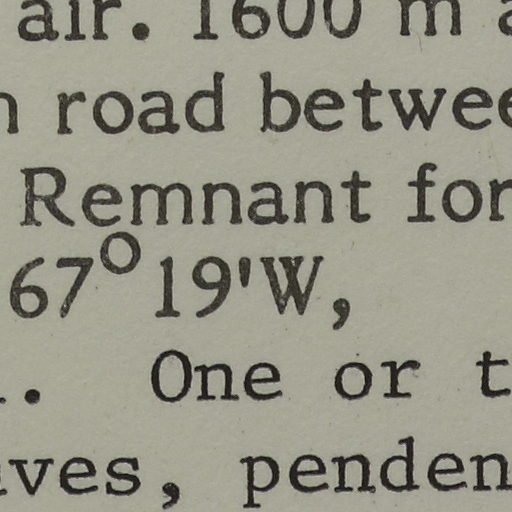 air. 1600 m
road betwee
Remnant for
67°19'W,
. One or t
ves, penden